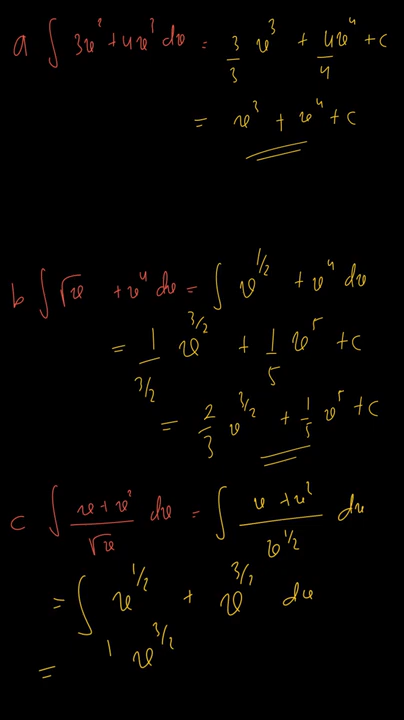 a ∫ 3x² + 4x³ dx = 3/3 x³ + 4x⁴/4 + c
= x³ + x⁴ + c
b ∫ √x + x⁴ dx = ∫ x^1/2 + x⁴ dx
= 1/(3/2) x^3/2 + 1/5 x⁵ + c
= 2/3 x^3/2 + 1/5 x⁵ + c
c ∫ (x + x²)/√x dx = ∫ (x + x²)/x^1/2 dx
= ∫ x^1/2 + x^3/2 dx
= 1 x^3/2